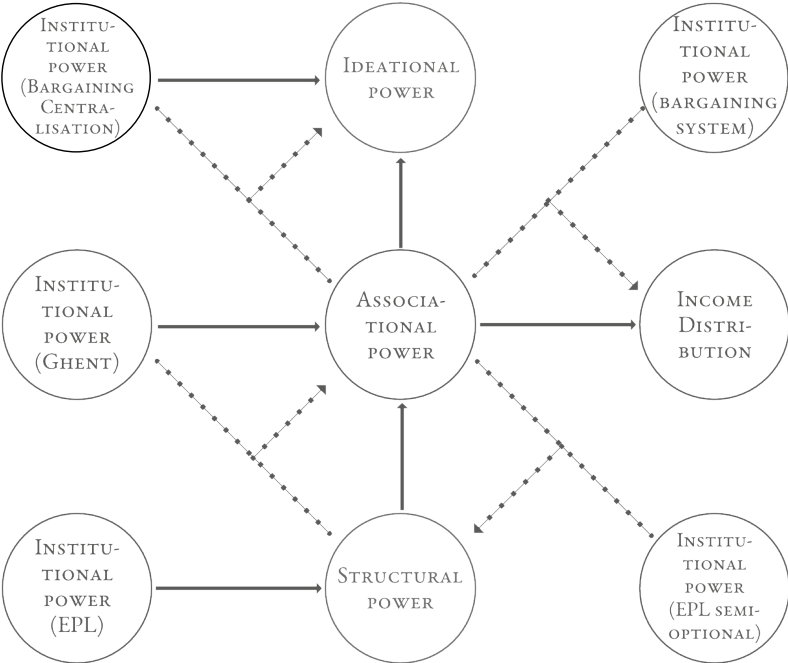 Institu-
tional
power
(Bargaining
Centra-
lisation)
Ideational
power
Institu-
tional
power
(bargaining
system)
Institu-
tional
power
(Ghent)
Associa-
tional
power
Income
Distri-
bution
Institu-
tional
power
(EPL)
Structural
power
Institu-
tional
power
(EPL semi-
optional)